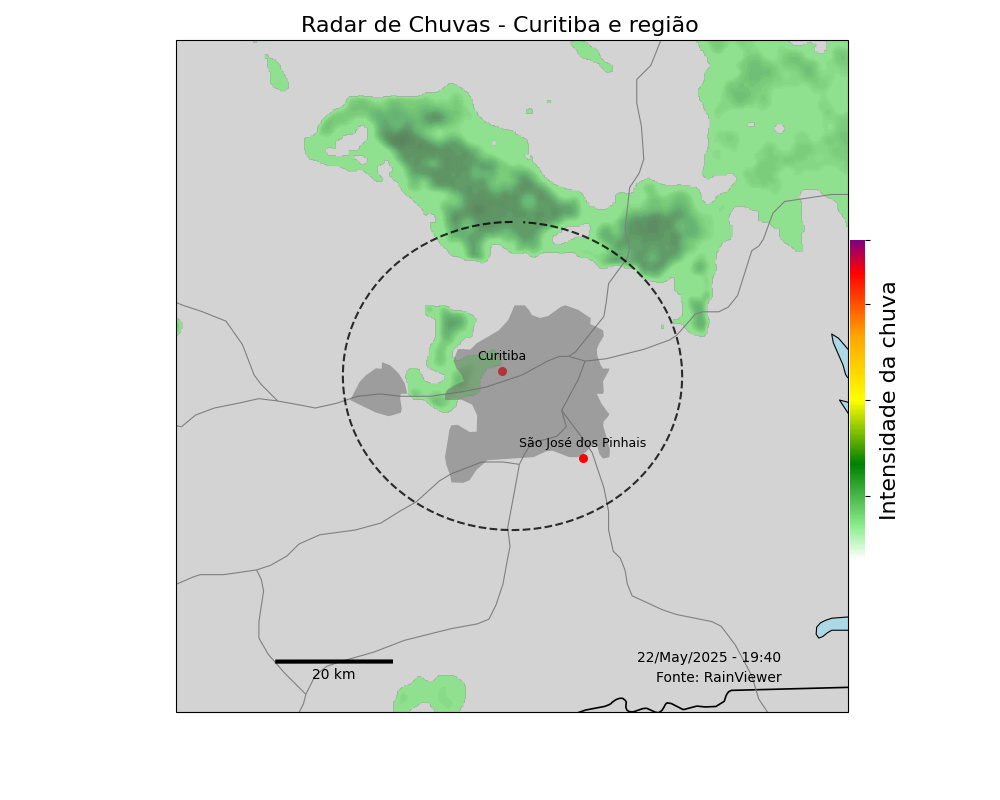 Radar de Chuvas - Curitiba e região
Curitiba
São José dos Pinhais
Intensidade da chuva
20 km
22/May/2025 - 19:40
Fonte: RainViewer